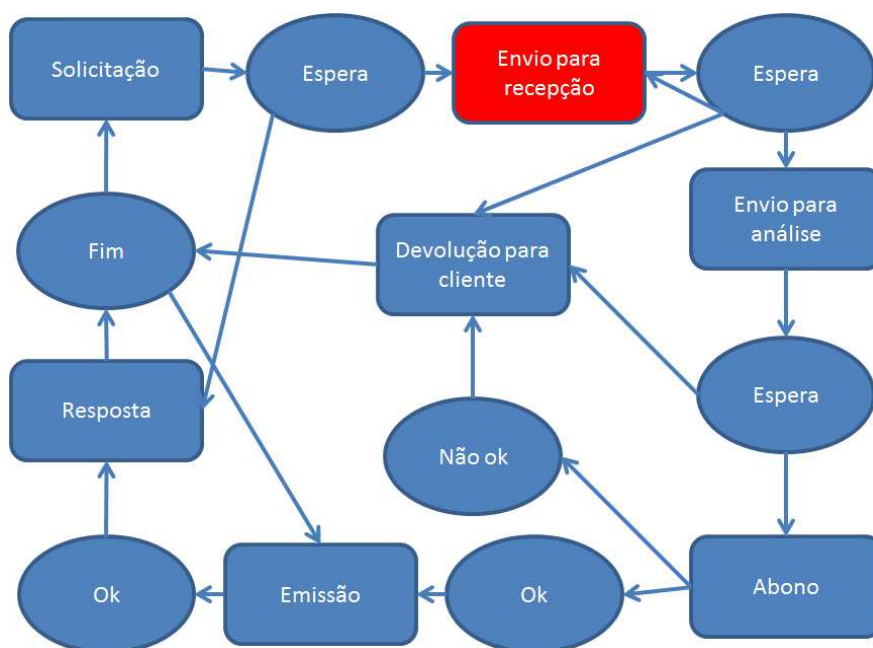 Solicitação
Espera
Envio para
recepção
Espera
Fim
Devolução para
cliente
Envio para
análise
Resposta
Não ok
Espera
Ok
Emissão
Ok
Abono